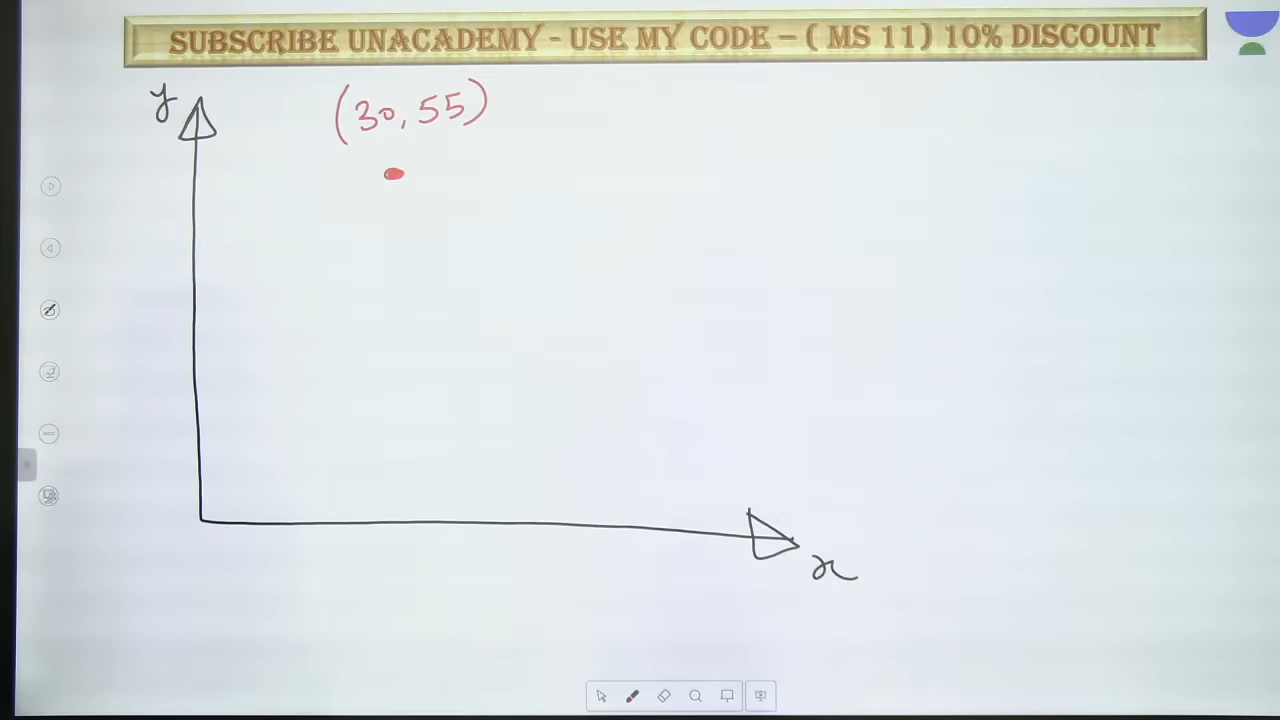 SUBSCRIBE UNACADEMY - USE MY CODE – ( MS 11) 10% DISCOUNT
y
(30, 55)
x